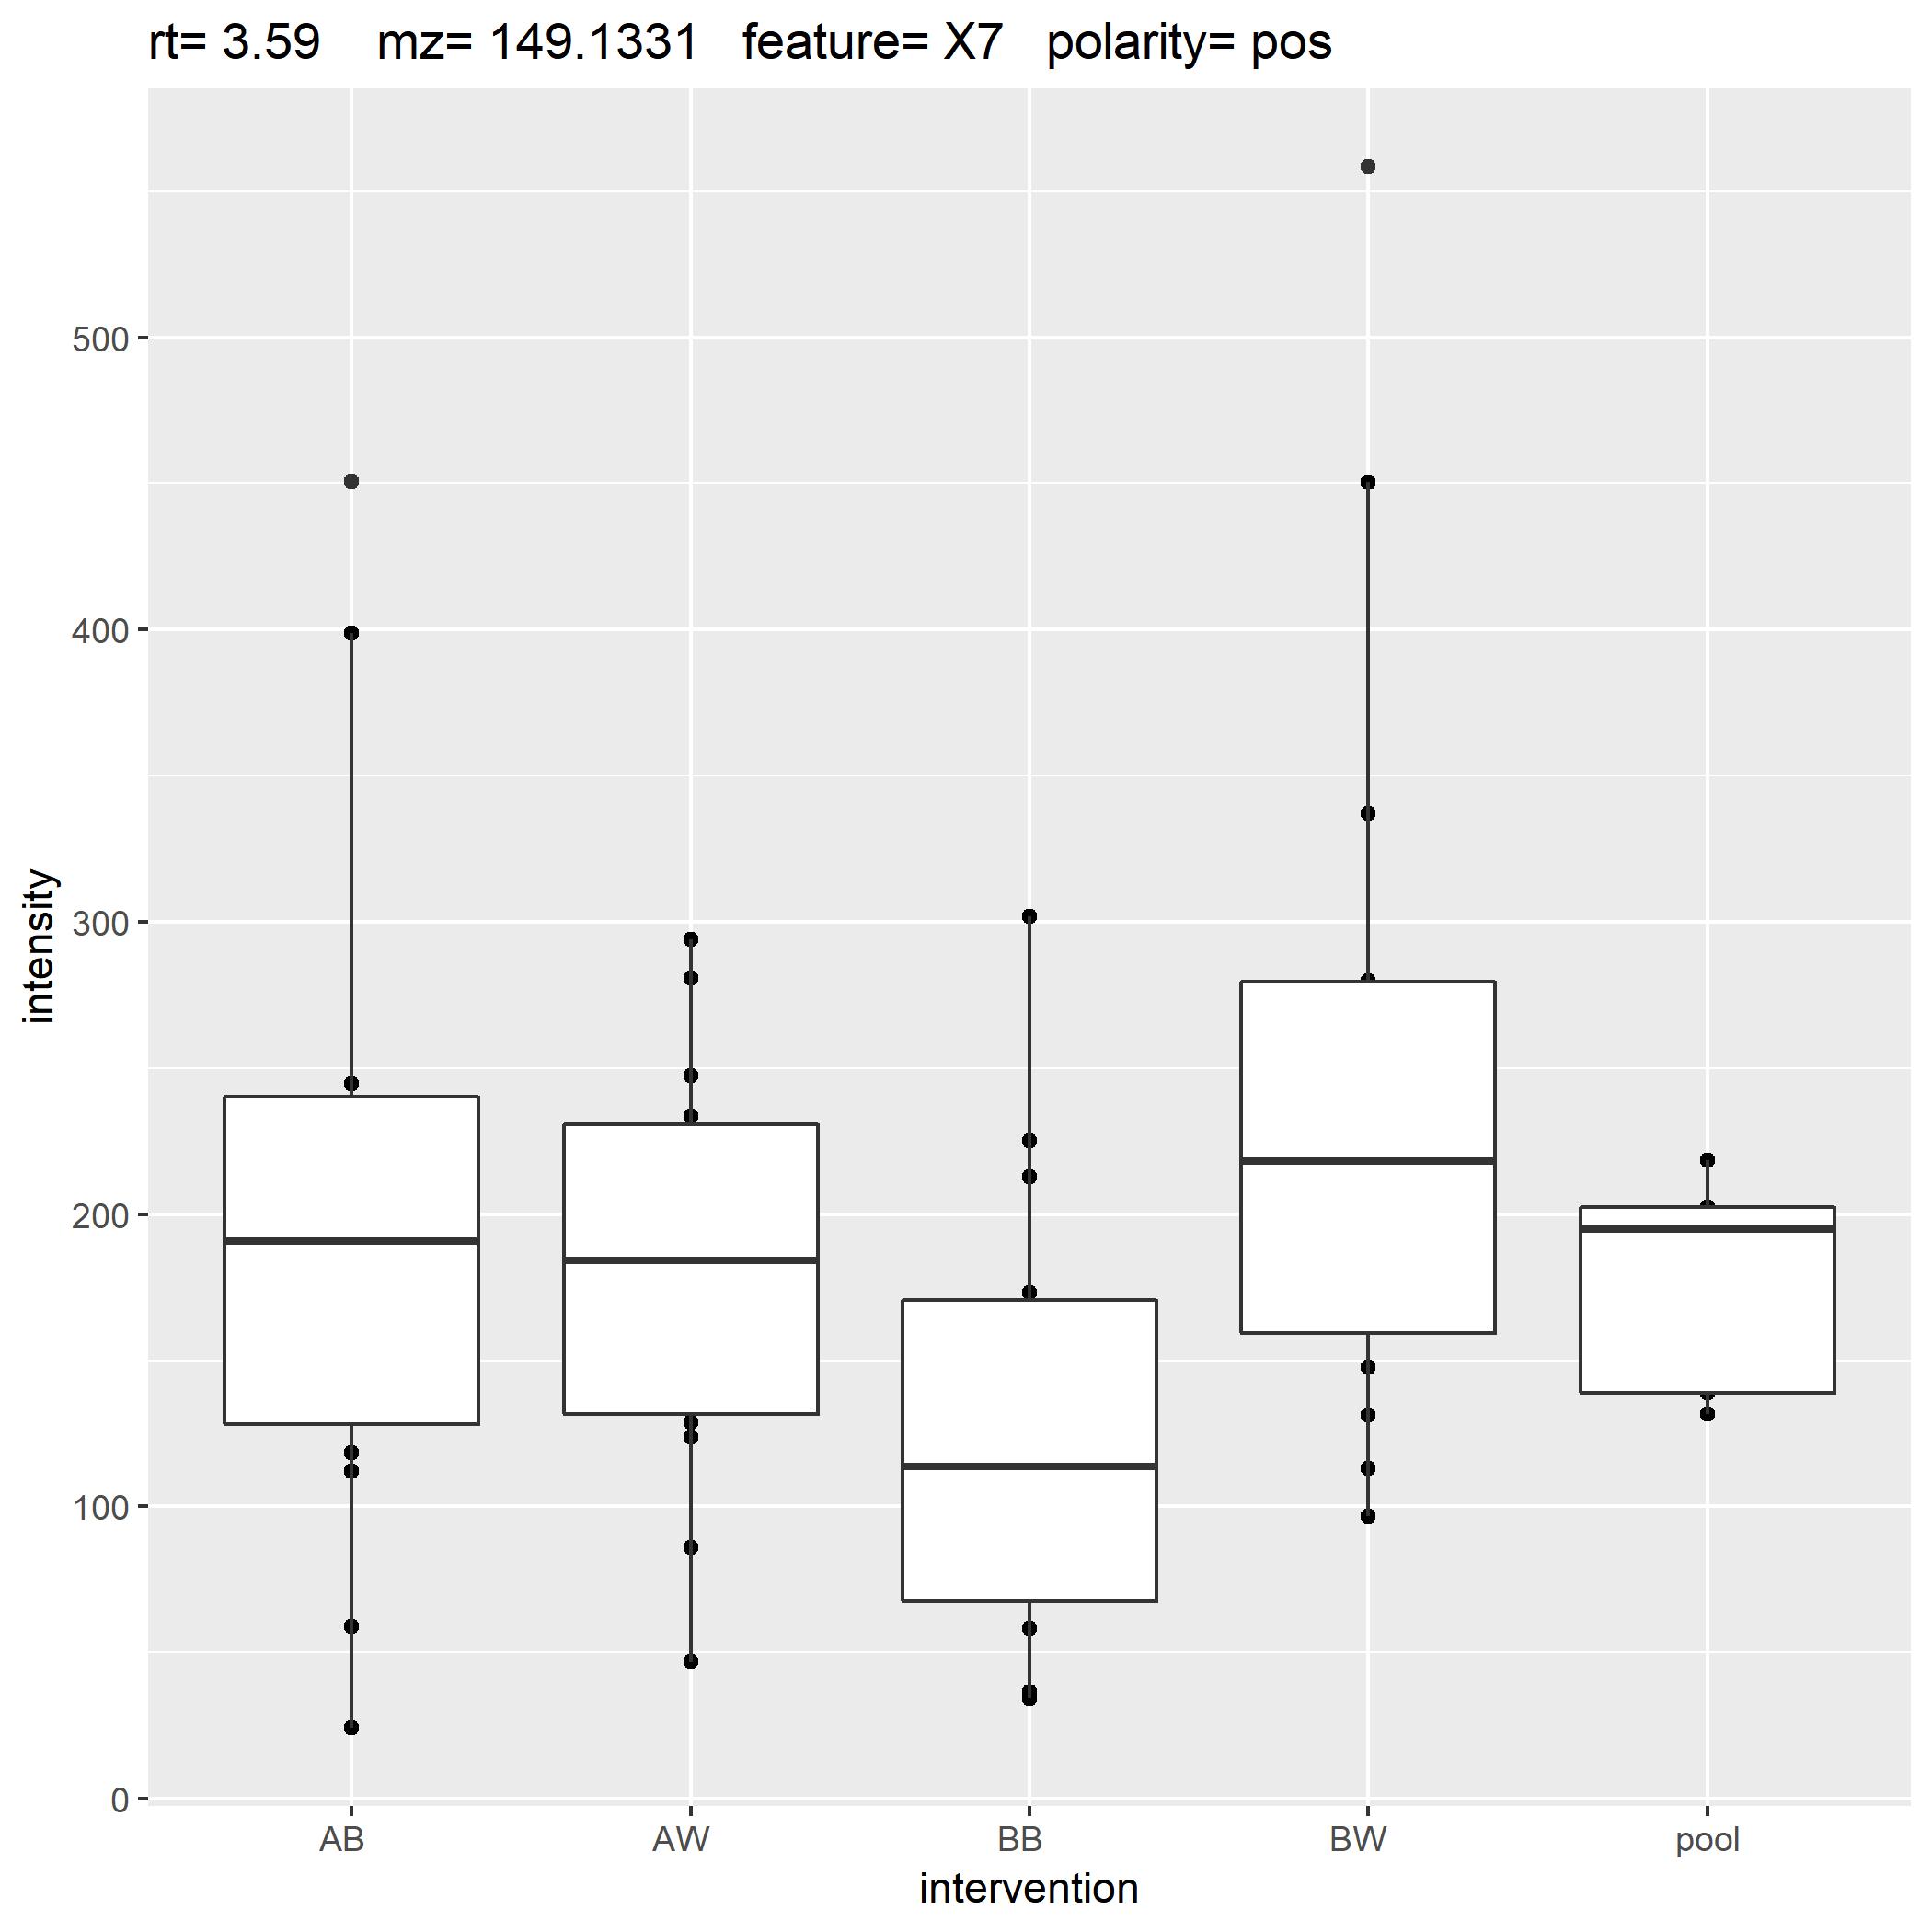 rt= 3.59    mz= 149.1331   feature= X7   polarity= pos
intensity
500
400
300
200
100
0
AB AW BB BW pool
intervention